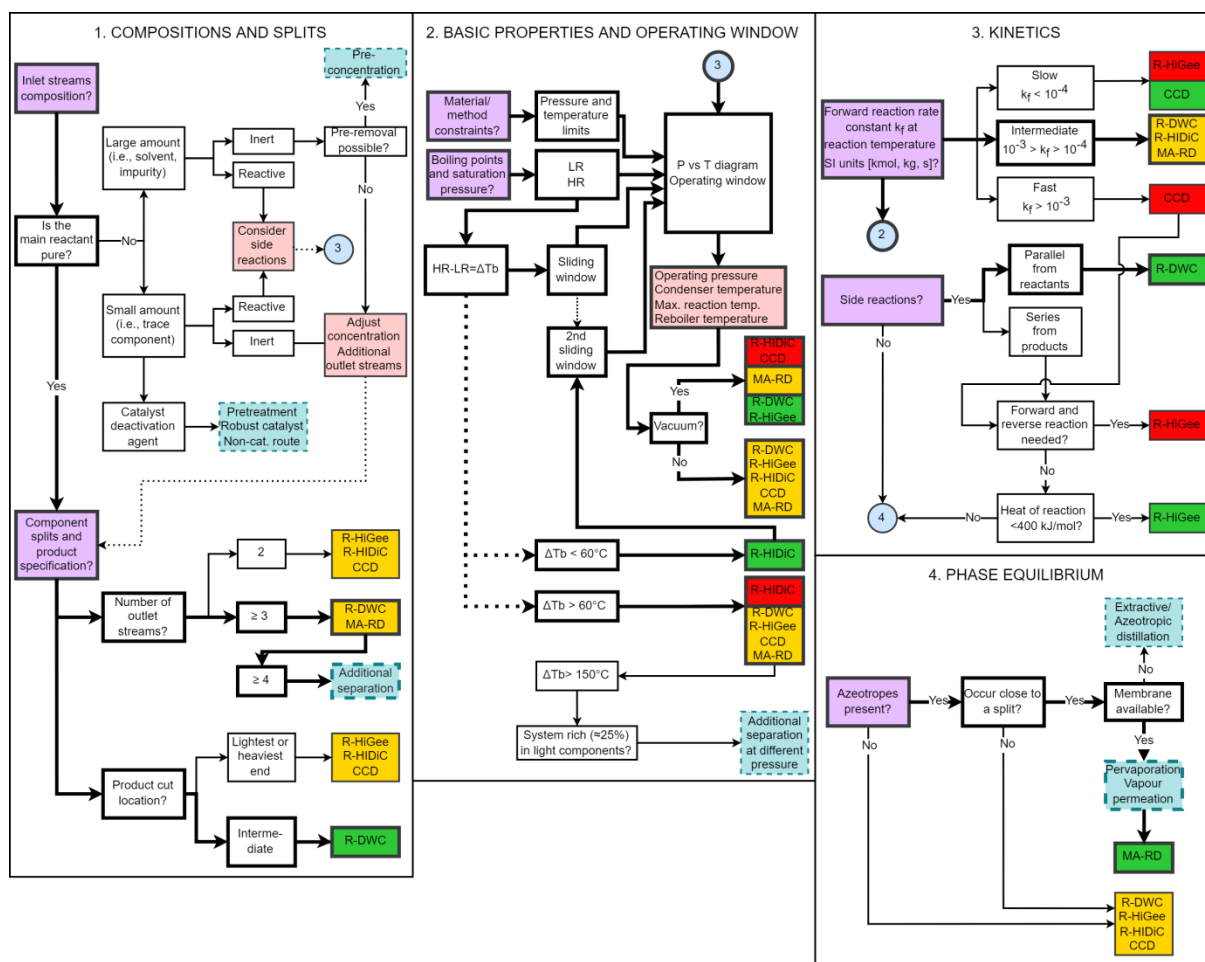 1. COMPOSITIONS AND SPLITS
Pre-
concentration
Inlet streams
composition?
Yes
Large amount
(i.e., solvent,
impurity)
Inert
Pre-removal
possible?
Reactive
No
Is the
main reactant
pure?
No
Consider
side
reactions
3
Small amount
(i.e., trace
component)
Reactive
Inert
Adjust
concentration
Additional
outlet streams
Yes
Catalyst
deactivation
agent
Pretreatment
Robust catalyst
Non-cat. route
Component
splits and
product
specification?
2
R-HiGee
R-HIDiC
CCD
Number of
outlet
streams?
≥ 3
R-DWC
MA-RD
≥ 4
Additional
separation
Lightest or
heaviest
end
R-HiGee
R-HIDiC
CCD
Product cut
location?
Interme-
diate
R-DWC
2. BASIC PROPERTIES AND OPERATING WINDOW
3
Material/
method
constraints?
Pressure and
temperature
limits
Boiling points
and saturation
pressure?
LR
HR
P vs T diagram
Operating window
HR-LR=ΔTb
Sliding
window
Operating pressure
Condenser temperature
Max. reaction temp.
Reboiler temperature
2nd
sliding
window
R-HIDiC
CCD
Yes
MA-RD
R-DWC
R-HiGee
Vacuum?
No
R-DWC
R-HiGee
R-HIDiC
CCD
MA-RD
ΔTb < 60°C
R-HIDiC
ΔTb > 60°C
R-HIDiC
R-DWC
R-HiGee
CCD
MA-RD
ΔTb> 150°C
System rich (≈25%)
in light components?
Additional
separation
at different
pressure
3. KINETICS
Slow
kf < 10⁻⁴
R-HiGee
CCD
Forward reaction rate
constant kf at
reaction temperature
SI units [kmol, kg, s]?
Intermediate
10⁻³ > kf > 10⁻⁴
R-DWC
R-HIDiC
MA-RD
Fast
kf > 10⁻³
CCD
2
Side reactions?
Yes
Parallel
from
reactants
R-DWC
Series
from
products
No
Forward and
reverse reaction
needed?
Yes
R-HiGee
No
4
No
Heat of reaction
<400 kJ/mol?
Yes
R-HiGee
4. PHASE EQUILIBRIUM
Extractive/
Azeotropic
distillation
No
Azeotropes
present?
Yes
Occur close to
a split?
Yes
Membrane
available?
No
No
Yes
Pervaporation
Vapour
permeation
MA-RD
R-DWC
R-HiGee
R-HIDiC
CCD